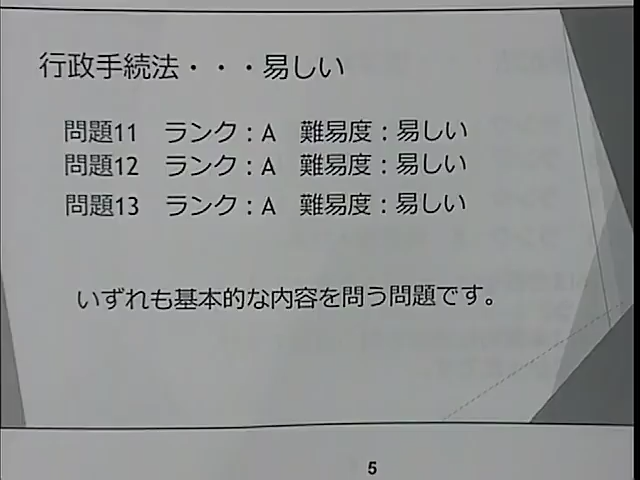 行政手続法・・・易しい
問題11　ランク：A　難易度：易しい
問題12　ランク：A　難易度：易しい
問題13　ランク：A　難易度：易しい
いずれも基本的な内容を問う問題です。
5